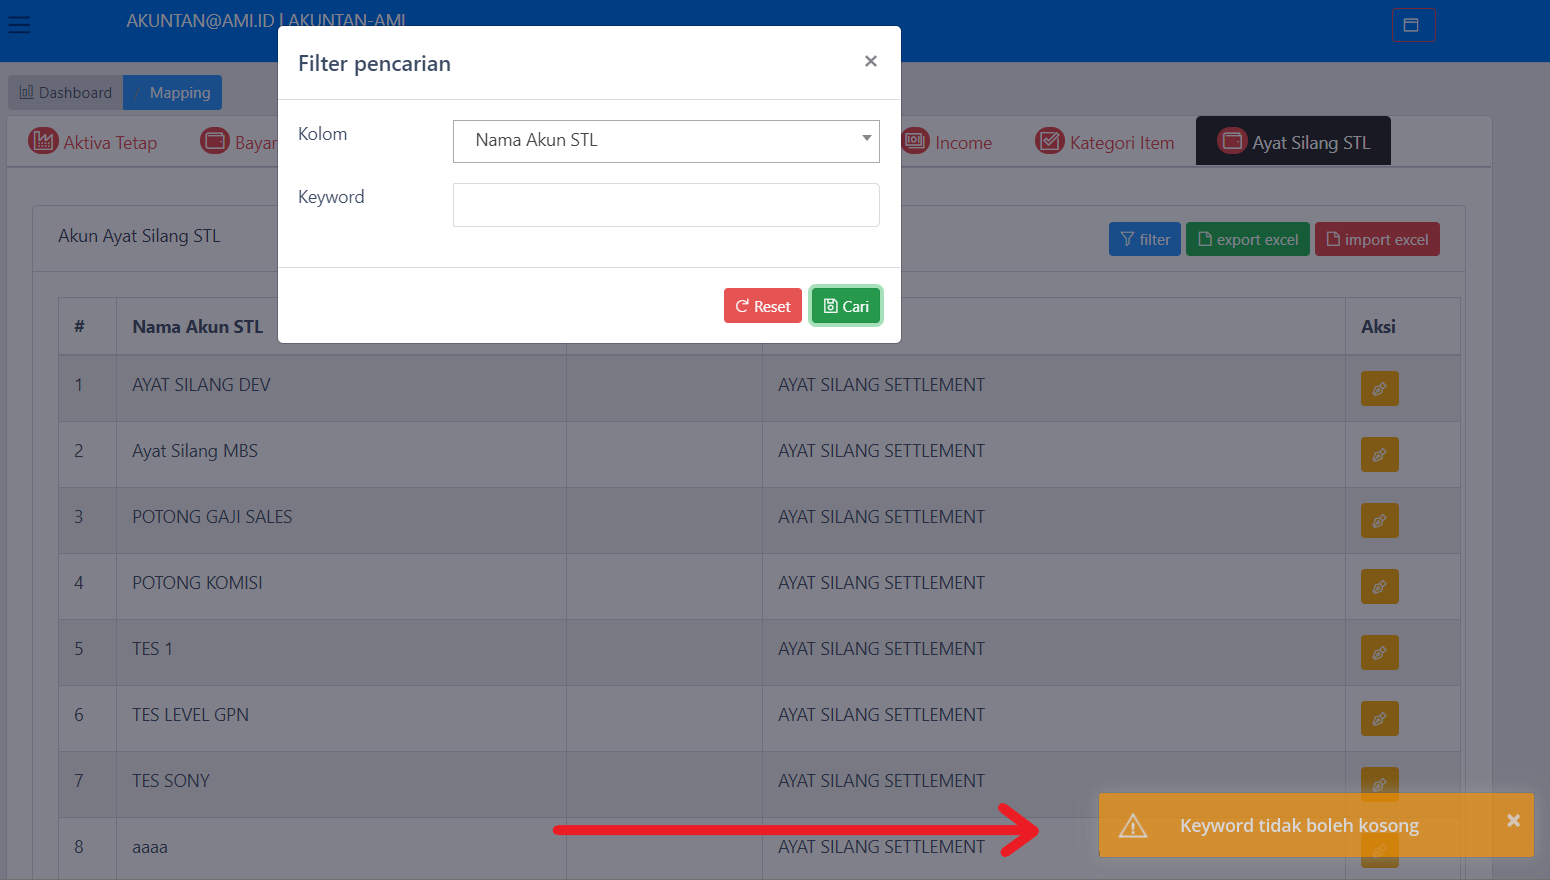 AKUNTAN@AMI.ID | AKUNTAN-AMI
Filter pencarian
Kolom
Nama Akun STL
Keyword
Reset
Cari
Dashboard / Mapping
Aktiva Tetap
Bayar
Income
Kategori Item
Ayat Silang STL
Akun Ayat Silang STL
filter
export excel
import excel
# Nama Akun STL Aksi
1 AYAT SILANG DEV AYAT SILANG SETTLEMENT
2 Ayat Silang MBS AYAT SILANG SETTLEMENT
3 POTONG GAJI SALES AYAT SILANG SETTLEMENT
4 POTONG KOMISI AYAT SILANG SETTLEMENT
5 TES 1 AYAT SILANG SETTLEMENT
6 TES LEVEL GPN AYAT SILANG SETTLEMENT
7 TES SONY AYAT SILANG SETTLEMENT
8 aaaa AYAT SILANG SETTLEMENT
Keyword tidak boleh kosong